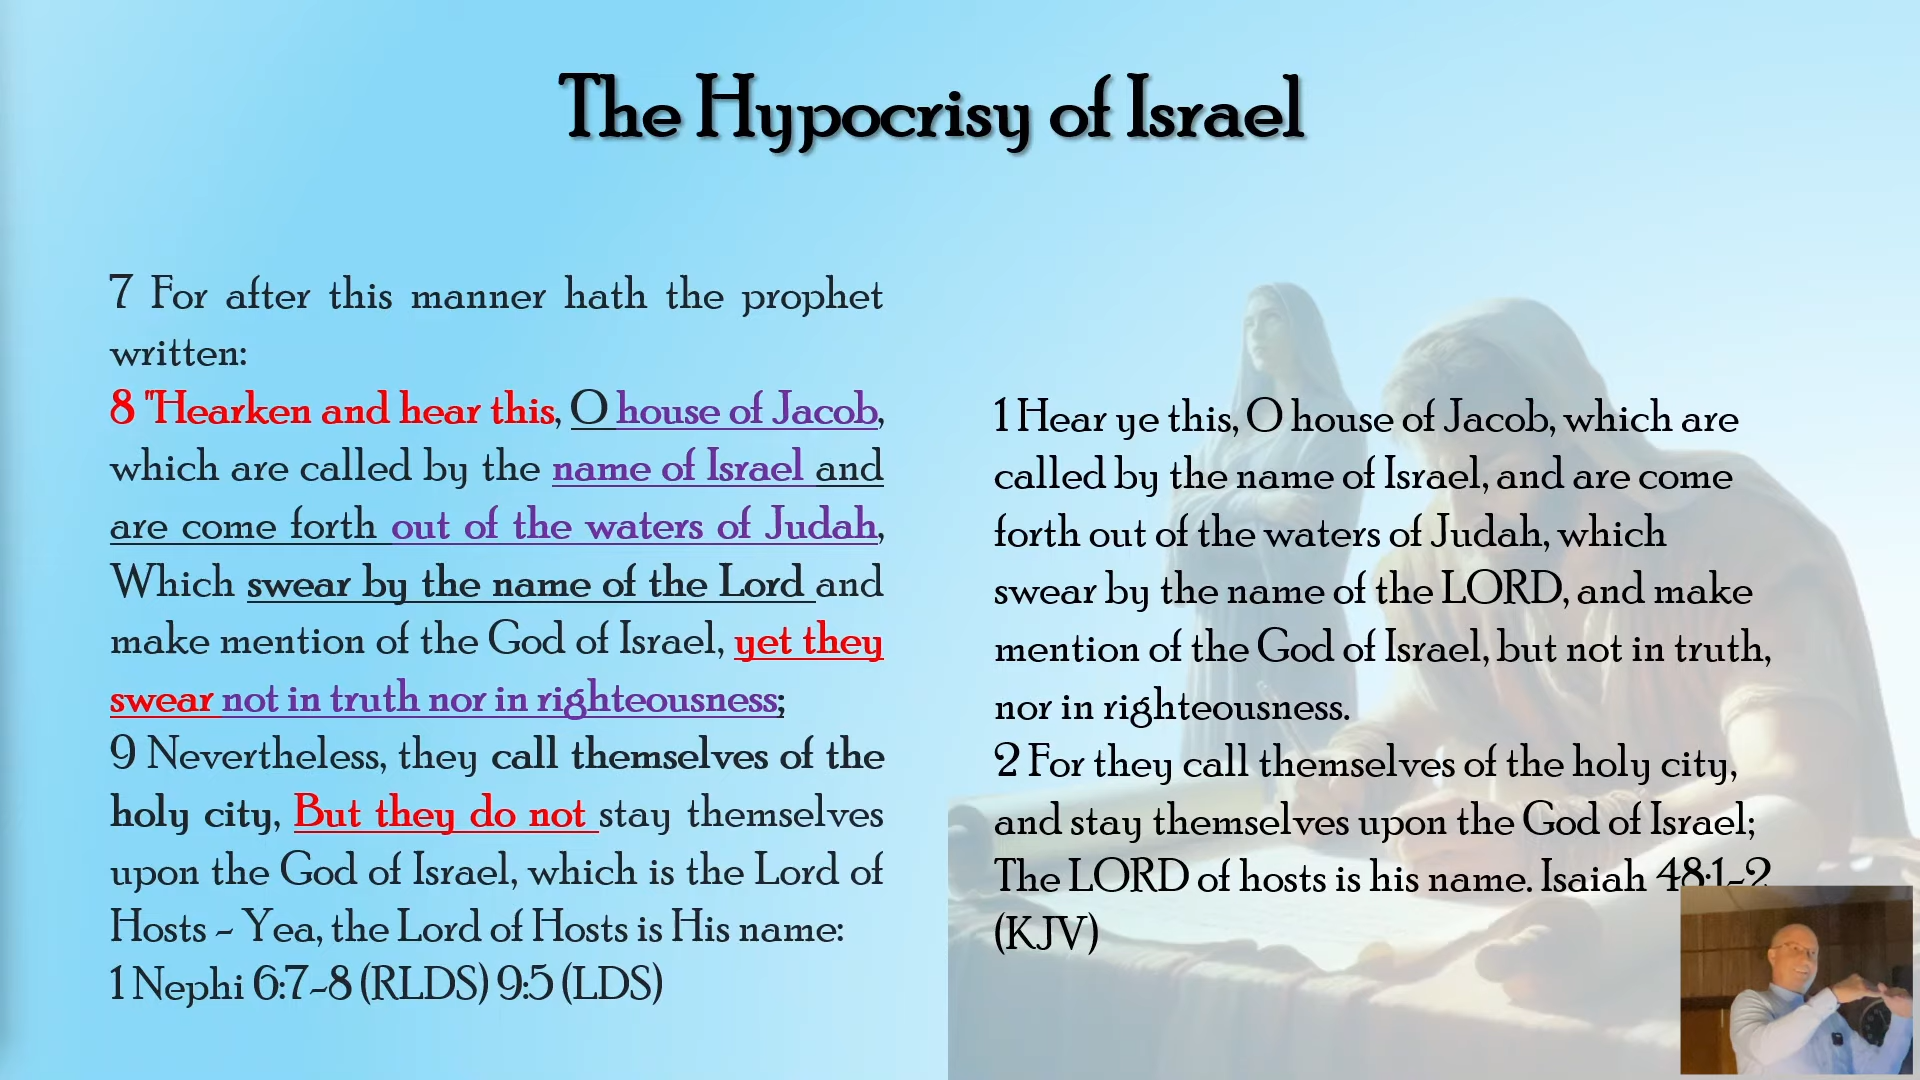 The Hypocrisy of Israel
7 For after this manner hath the prophet
written:
8 "Hearken and hear this, O house of Jacob,
which are called by the name of Israel and
are come forth out of the waters of Judah,
Which swear by the name of the Lord and
make mention of the God of Israel, yet they
swear not in truth nor in righteousness;
9 Nevertheless, they call themselves of the
holy city, But they do not stay themselves
upon the God of Israel, which is the Lord of
Hosts ~ Yea, the Lord of Hosts is His name:
1 Nephi 6:7~8 (RLDS) 9:5 (LDS)
1 Hear ye this, O house of Jacob, which are
called by the name of Israel, and are come
forth out of the waters of Judah, which
swear by the name of the LORD, and make
mention of the God of Israel, but not in truth,
nor in righteousness.
2 For they call themselves of the holy city,
and stay themselves upon the God of Israel;
The LORD of hosts is his name. Isaiah 48:1~2
(KJV)